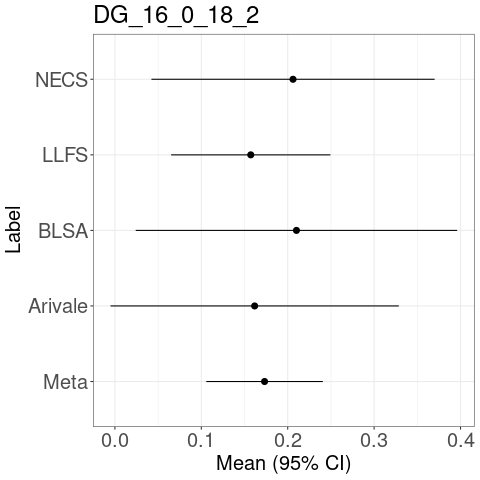 DG_16_0_18_2
Label
NECS
LLFS
BLSA
Arivale
Meta
0.0 0.1 0.2 0.3 0.4
Mean (95% CI)